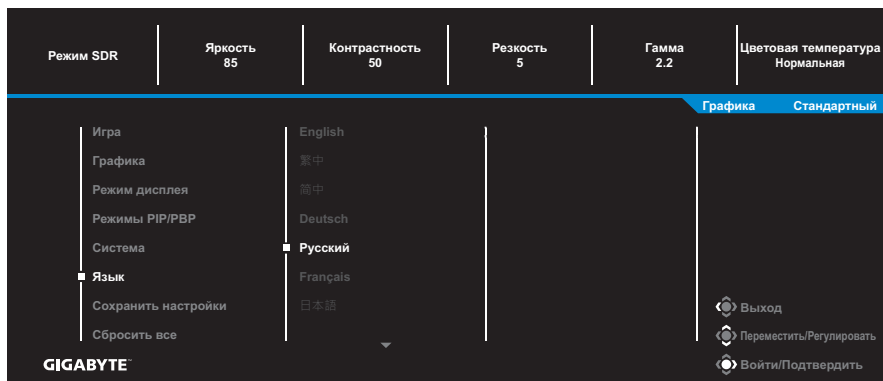 Режим SDR
Яркость
85
Контрастность
50
Резкость
5
Гамма
2.2
Цветовая температура
Нормальная
Графика Стандартный
Игра
Графика
Режим дисплея
Режимы PIP/PBP
Система
Язык
Сохранить настройки
Сбросить все
English
繁中
简中
Deutsch
Русский
Français
日本語
Выход
Переместить/Регулировать
Войти/Подтвердить
GIGABYTE™